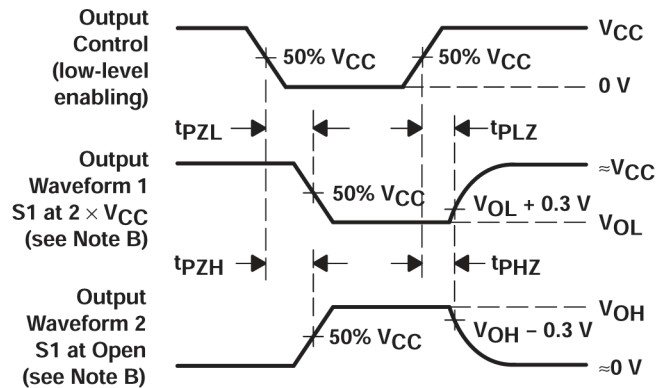 Output
Control
(low-level
enabling)
50% VCC
50% VCC
VCC
0 V
tPZL
tPLZ
Output
Waveform 1
S1 at 2 × VCC
(see Note B)
50% VCC
≈VCC
VOL + 0.3 V
VOL
tPZH
tPHZ
Output
Waveform 2
S1 at Open
(see Note B)
50% VCC
VOH
VOH − 0.3 V
≈0 V